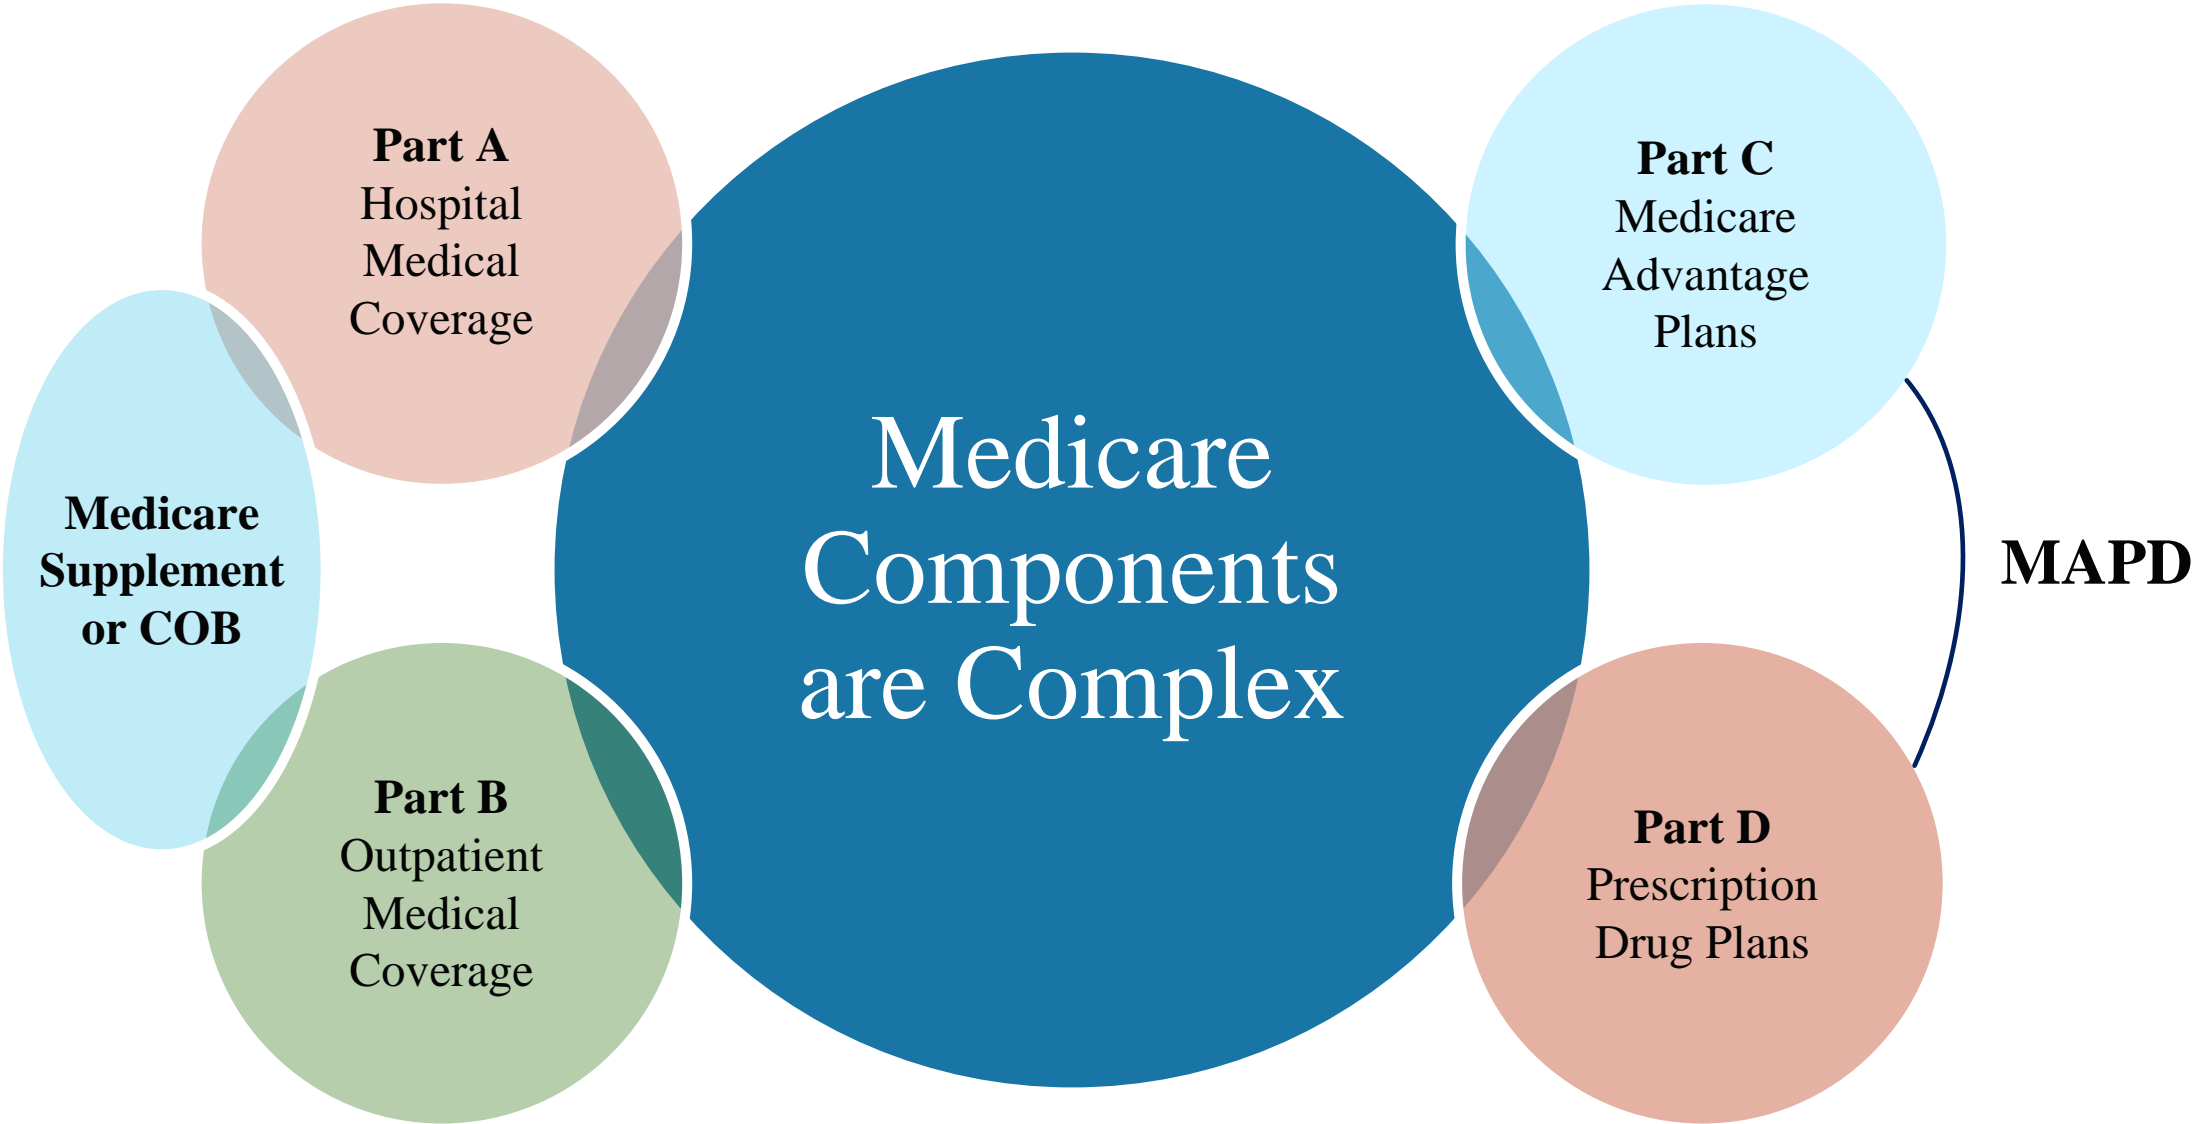 Part A
Hospital
Medical
Coverage
Medicare
Supplement
or COB
Part B
Outpatient
Medical
Coverage
Medicare
Components
are Complex
Part C
Medicare
Advantage
Plans
MAPD
Part D
Prescription
Drug Plans